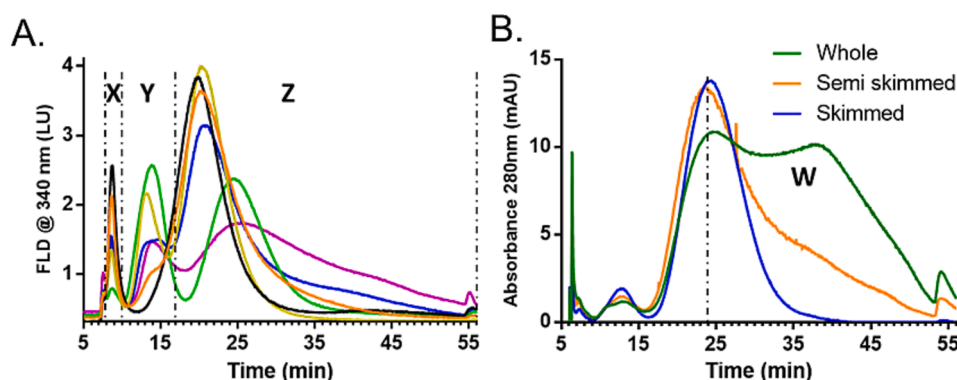 A.
FLD @ 340 nm (LU)
4
3
2
1
X
Y
Z
5
15
25
35
45
55
Time (min)
B.
Absorbance 280nm (mAU)
15
10
5
0
Whole
Semi skimmed
Skimmed
W
5
15
25
35
45
55
Time (min)